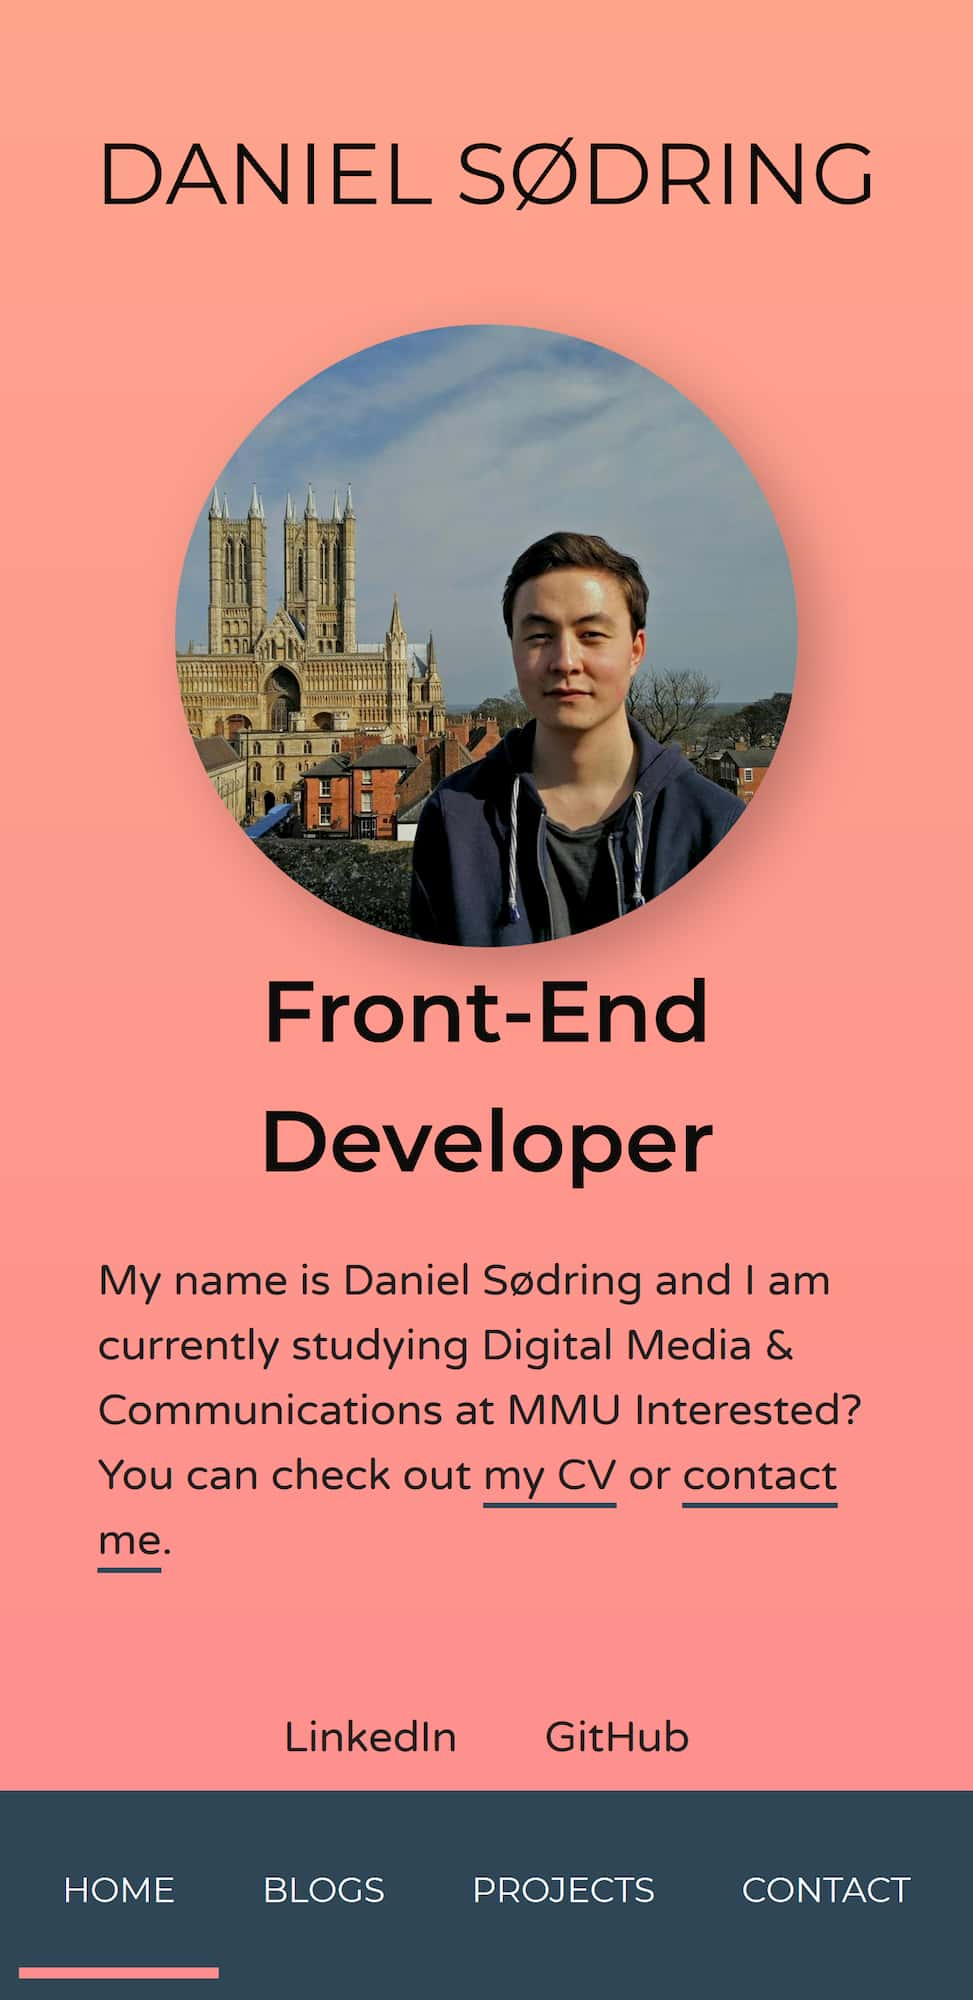 DANIEL SØDRING
Front-End
Developer
My name is Daniel Sødring and I am
currently studying Digital Media &
Communications at MMU Interested?
You can check out my CV or contact
me.
LinkedIn GitHub
HOME BLOGS PROJECTS CONTACT